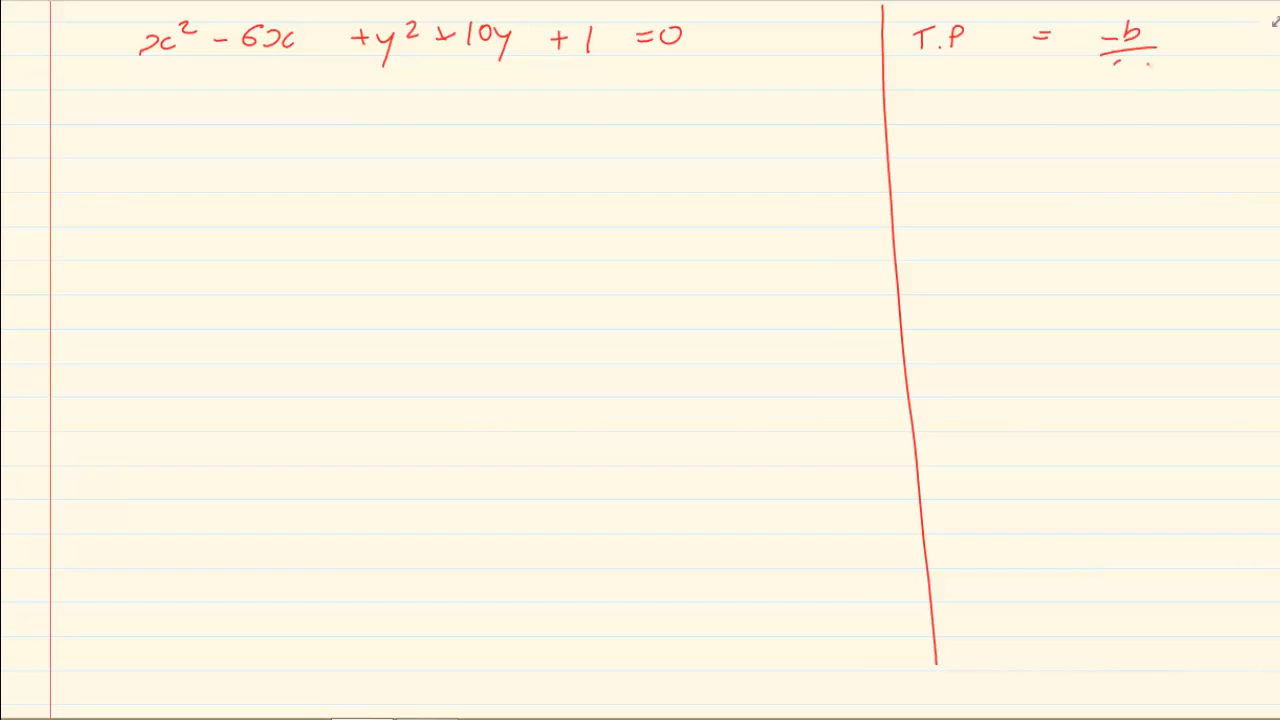 x² - 6x + y² + 10y + 1 = 0
T.P = -b